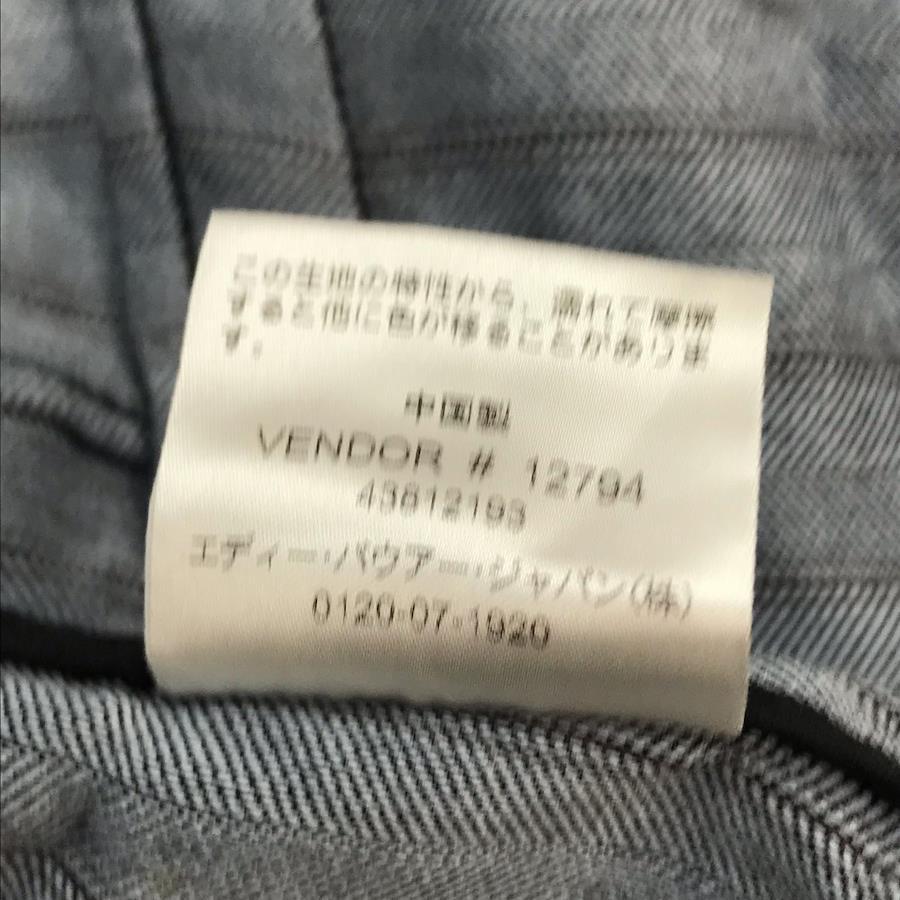 この生地の特性から、濡れて摩擦
すると他に色が移ることがありま
す。
中国製
VENDOR # 12794
43812193
エディー・バウアー・ジャパン(株)
0120-07-1920